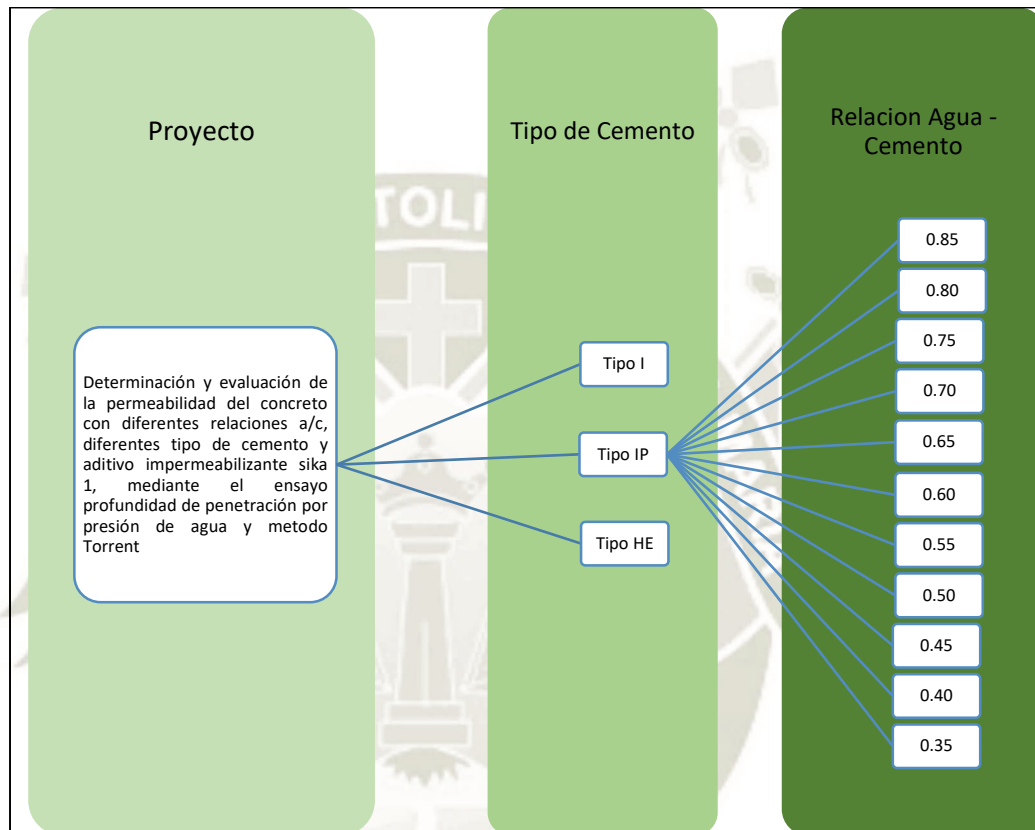 Proyecto
Tipo de Cemento
Relacion Agua -
Cemento
TOLI
Determinación y evaluación de
la permeabilidad del concreto
con diferentes relaciones a/c,
diferentes tipo de cemento y
aditivo impermeabilizante sika
1, mediante el ensayo
profundidad de penetración por
presión de agua y metodo
Torrent
Tipo I
Tipo IP
Tipo HE
0.85
0.80
0.75
0.70
0.65
0.60
0.55
0.50
0.45
0.40
0.35